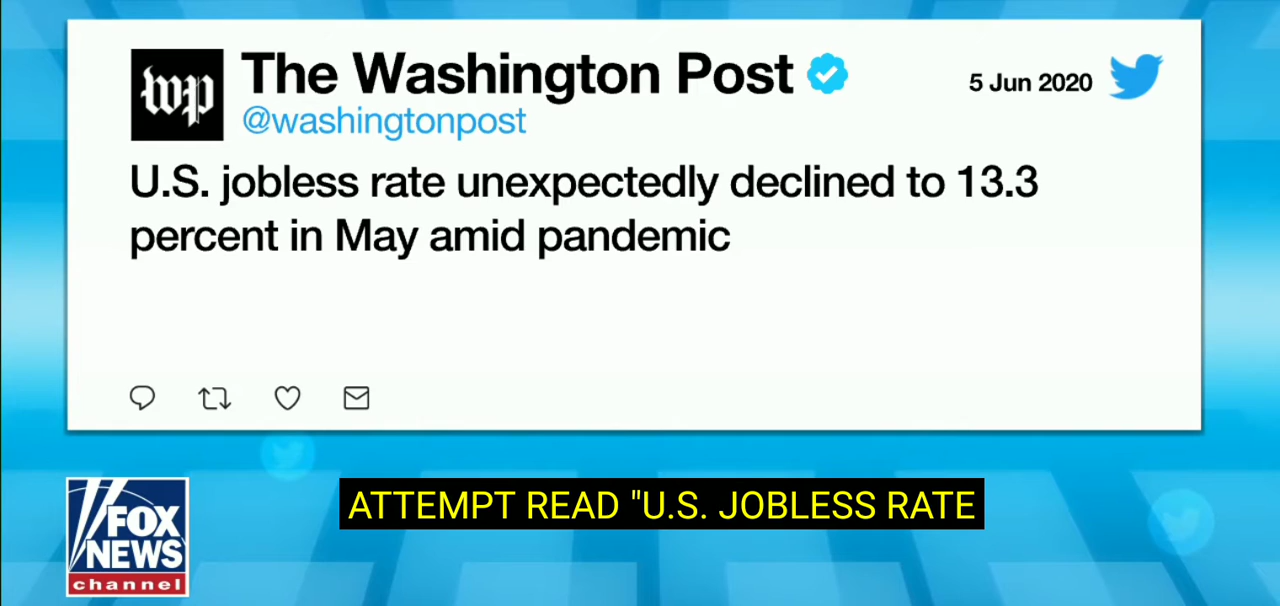 wp
The Washington Post
@washingtonpost
5 Jun 2020
U.S. jobless rate unexpectedly declined to 13.3
percent in May amid pandemic
ATTEMPT READ "U.S. JOBLESS RATE
FOX
NEWS
channel